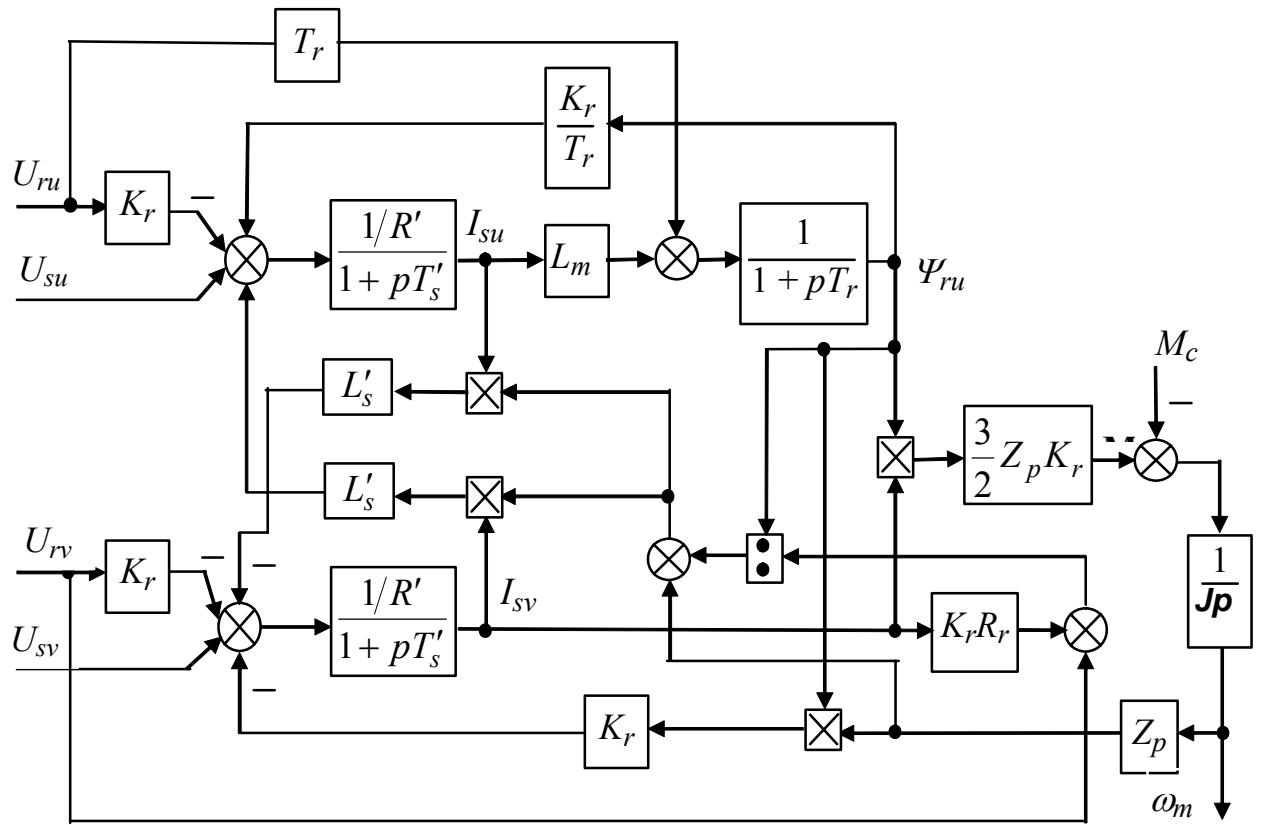 T_r
K_r / T_r
U_ru
K_r
−
1/R′ / 1 + pT′_s
I_su
L_m
1 / 1 + pT_r
Ψ_ru
U_su
M_c
−
L′_s
3/2 Z_p K_r
L′_s
U_rv
K_r
−
−
1/R′ / 1 + pT′_s
I_sv
K_r R_r
1 / Jp
U_sv
−
K_r
Z_p
ω_m